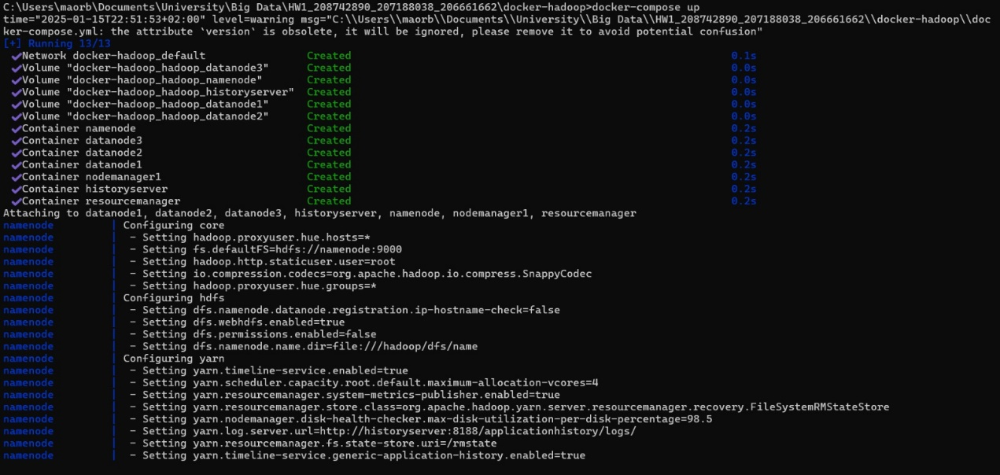 C:\Users\maorb\Documents\University\Big Data\HW1_208742890_207188038_206661662\docker-hadoop>docker-compose up
time="2025-01-15T22:51:53+02:00" level=warning msg="C:\\Users\\maorb\\Documents\\University\\Big Data\\HW1_208742890_207188038_206661662\\docker-hadoop\\doc
ker-compose.yml: the attribute `version` is obsolete, it will be ignored, please remove it to avoid potential confusion"
[+] Running 13/13
✔Network docker-hadoop_default Created 0.1s
✔Volume "docker-hadoop_hadoop_datanode3" Created 0.0s
✔Volume "docker-hadoop_hadoop_namenode" Created 0.0s
✔Volume "docker-hadoop_hadoop_historyserver" Created 0.0s
✔Volume "docker-hadoop_hadoop_datanode1" Created 0.0s
✔Volume "docker-hadoop_hadoop_datanode2" Created 0.0s
✔Container namenode Created 0.2s
✔Container datanode3 Created 0.2s
✔Container datanode2 Created 0.2s
✔Container datanode1 Created 0.2s
✔Container nodemanager1 Created 0.2s
✔Container historyserver Created 0.2s
✔Container resourcemanager Created 0.2s
Attaching to datanode1, datanode2, datanode3, historyserver, namenode, nodemanager1, resourcemanager
namenode | Configuring core
namenode | - Setting hadoop.proxyuser.hue.hosts=*
namenode | - Setting fs.defaultFS=hdfs://namenode:9000
namenode | - Setting hadoop.http.staticuser.user=root
namenode | - Setting io.compression.codecs=org.apache.hadoop.io.compress.SnappyCodec
namenode | - Setting hadoop.proxyuser.hue.groups=*
namenode | Configuring hdfs
namenode | - Setting dfs.namenode.datanode.registration.ip-hostname-check=false
namenode | - Setting dfs.webhdfs.enabled=true
namenode | - Setting dfs.permissions.enabled=false
namenode | - Setting dfs.namenode.name.dir=file:///hadoop/dfs/name
namenode | Configuring yarn
namenode | - Setting yarn.timeline-service.enabled=true
namenode | - Setting yarn.scheduler.capacity.root.default.maximum-allocation-vcores=4
namenode | - Setting yarn.resourcemanager.system-metrics-publisher.enabled=true
namenode | - Setting yarn.resourcemanager.store.class=org.apache.hadoop.yarn.server.resourcemanager.recovery.FileSystemRMStateStore
namenode | - Setting yarn.nodemanager.disk-health-checker.max-disk-utilization-per-disk-percentage=98.5
namenode | - Setting yarn.log.server.url=http://historyserver:8188/applicationhistory/logs/
namenode | - Setting yarn.resourcemanager.fs.state-store.uri=/rmstate
namenode | - Setting yarn.timeline-service.generic-application-history.enabled=true